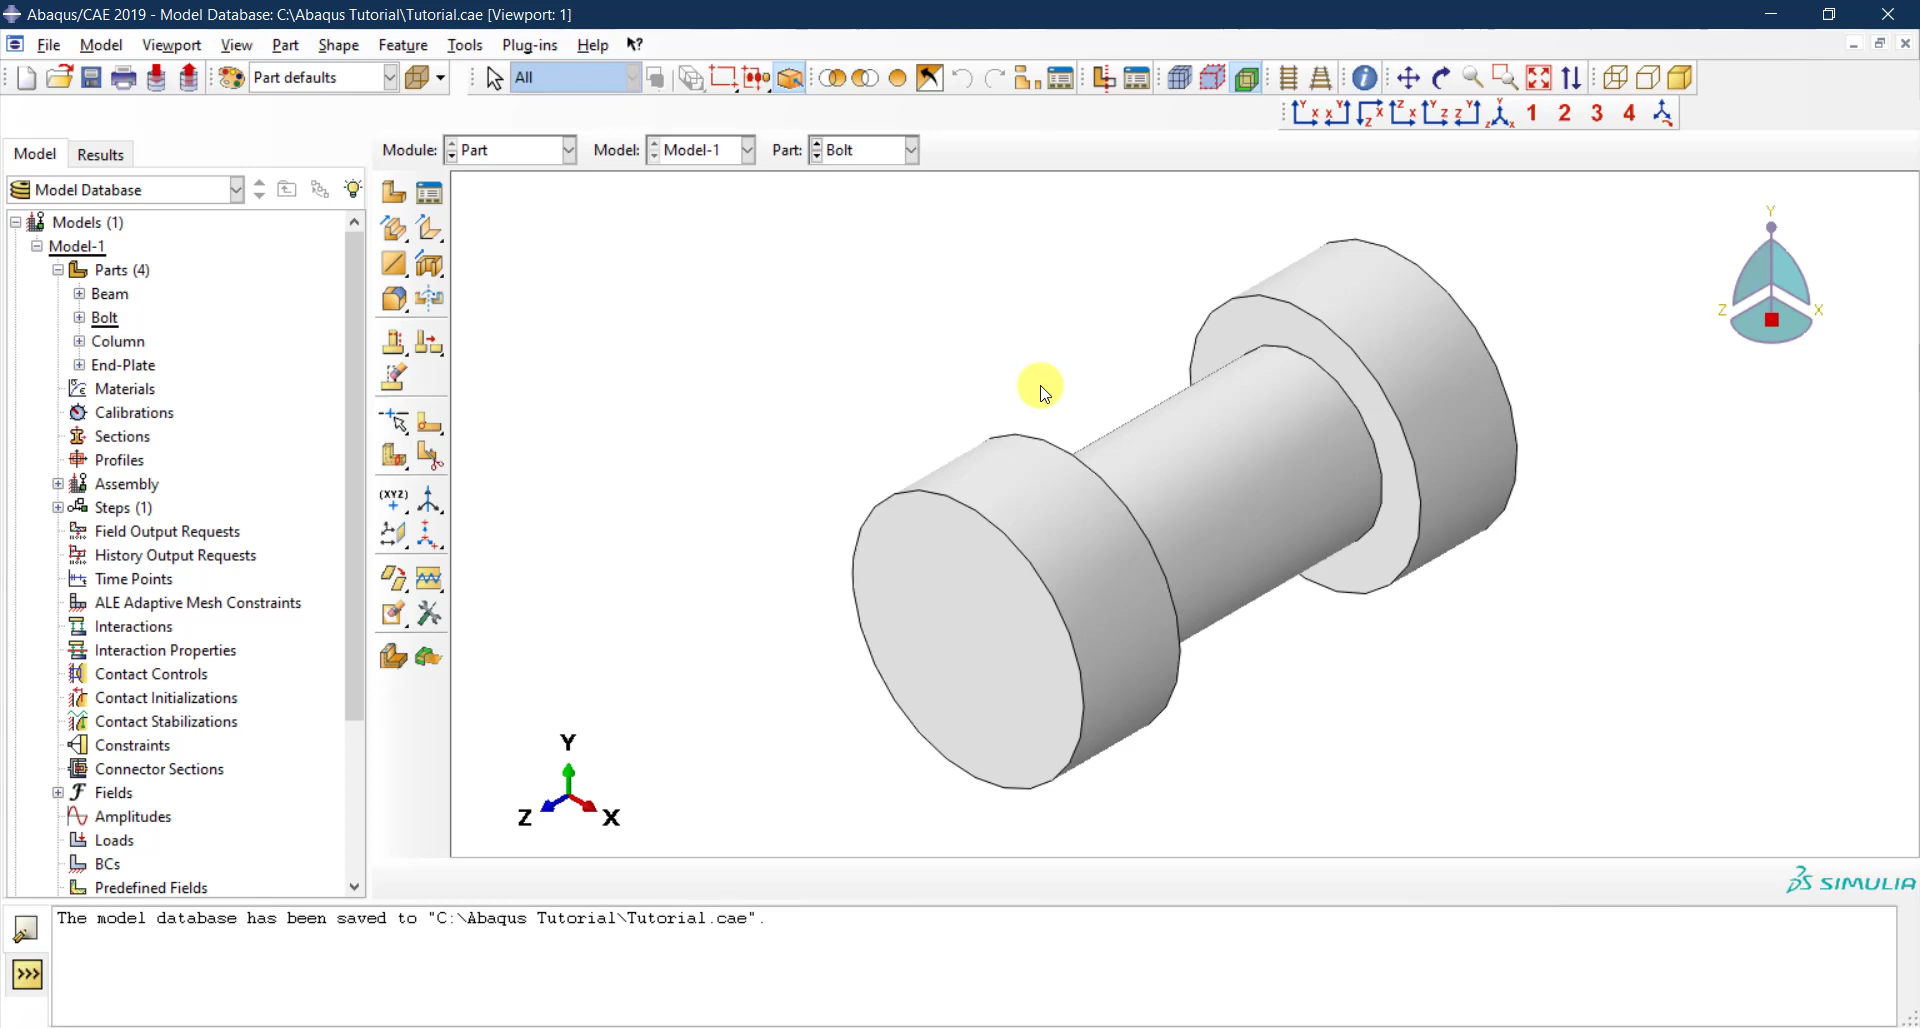 Abaqus/CAE 2019 - Model Database: C:\Abaqus Tutorial\Tutorial.cae [Viewport: 1]
File Model Viewport View Part Shape Feature Tools Plug-ins Help
Part defaults All
1 2 3 4
Model Results
Module: Part Model: Model-1 Part: Bolt
Model Database
Models (1)
Model-1
Parts (4)
Beam
Bolt
Column
End-Plate
Materials
Calibrations
Sections
Profiles
Assembly
Steps (1)
Field Output Requests
History Output Requests
Time Points
ALE Adaptive Mesh Constraints
Interactions
Interaction Properties
Contact Controls
Contact Initializations
Contact Stabilizations
Constraints
Connector Sections
Fields
Amplitudes
Loads
BCs
Predefined Fields
(XYZ)
Y
Z X
Y
Z X
SIMULIA
The model database has been saved to "C:\Abaqus Tutorial\Tutorial.cae".
>>>